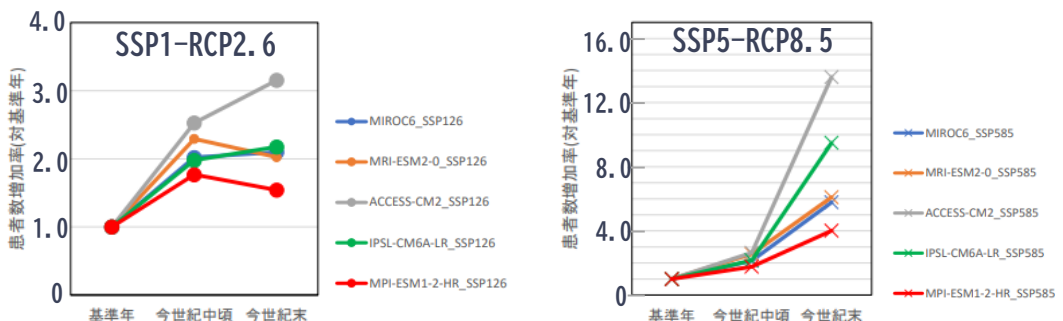 SSP1-RCP2.6
患者数増加率(対基準年)
4.0
3.0
2.0
1.0
0
基準年
今世紀中頃
今世紀末
MIROC6_SSP126
MRI-ESM2-0_SSP126
ACCESS-CM2_SSP126
IPSL-CM6A-LR_SSP126
MPI-ESM1-2-HR_SSP126
SSP5-RCP8.5
患者数増加率(対基準年)
16.0
12.0
8.0
4.0
0
基準年
今世紀中頃
今世紀末
MIROC6_SSP585
MRI-ESM2-0_SSP585
ACCESS-CM2_SSP585
IPSL-CM6A-LR_SSP585
MPI-ESM1-2-HR_SSP585